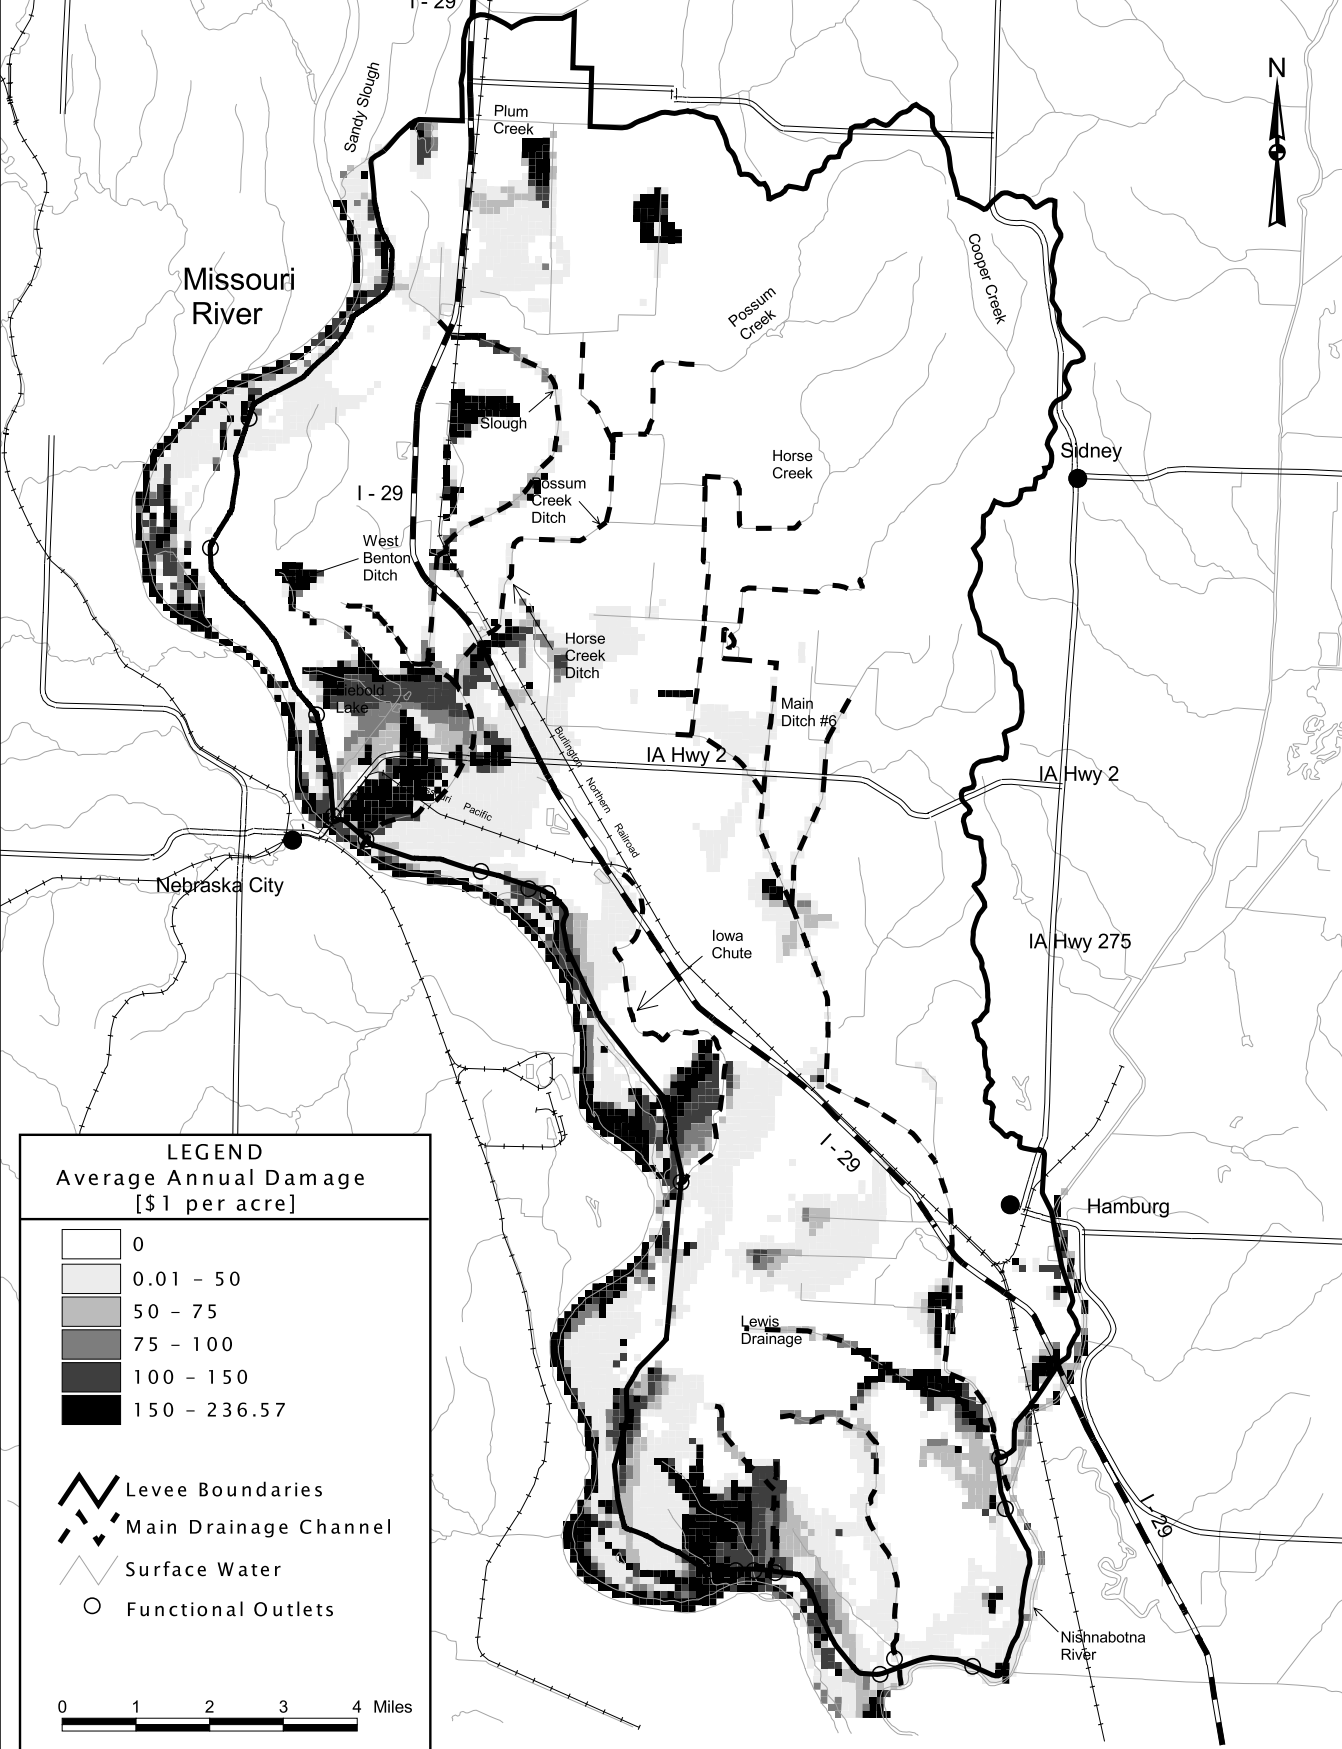 I - 29
N
Sandy Slough
Plum
Creek
Cooper Creek
Missouri
River
Possum
Creek
Slough
Sidney
Horse
Creek
I - 29
Possum
Creek
Ditch
West
Benton
Ditch
Horse
Creek
Ditch
Lake
Main
Ditch #6
Burlington Northern Railroad
IA Hwy 2
IA Hwy 2
Pacific
Nebraska City
Iowa
Chute
IA Hwy 275
I - 29
Hamburg
Lewis
Drainage
I - 29
Nishnabotna
River
LEGEND
Average Annual Damage
[$1 per acre]
0
0.01 – 50
50 – 75
75 – 100
100 – 150
150 – 236.57
Levee Boundaries
Main Drainage Channel
Surface Water
Functional Outlets
0 1 2 3 4 Miles